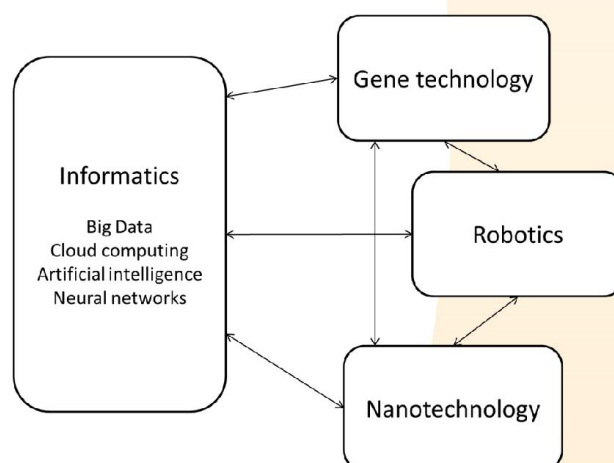 Informatics
Big Data
Cloud computing
Artificial intelligence
Neural networks
Gene technology
Robotics
Nanotechnology